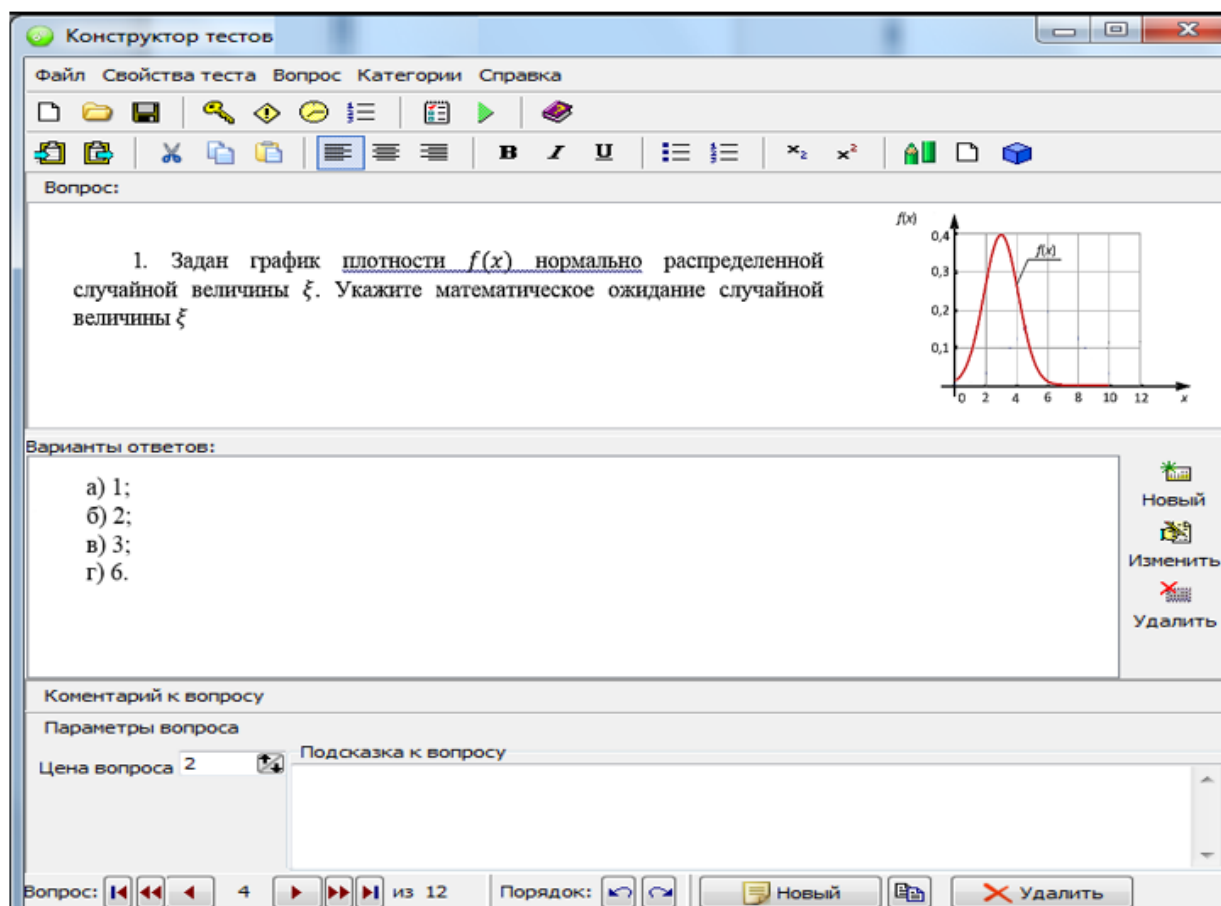 Конструктор тестов
Файл Свойства теста Вопрос Категории Справка
B I U x₂ x²
Вопрос:
1. Задан график плотности f(x) нормально распределенной
случайной величины ξ. Укажите математическое ожидание случайной
величины ξ
f(x)
0,4
f(x)
0,3
0,2
0,1
0 2 4 6 8 10 12 x
Варианты ответов:
а) 1;
б) 2;
в) 3;
г) 6.
Новый
Изменить
Удалить
Коментарий к вопросу
Параметры вопроса
Цена вопроса 2
Подсказка к вопросу
Вопрос: 4 из 12 Порядок: Новый Удалить